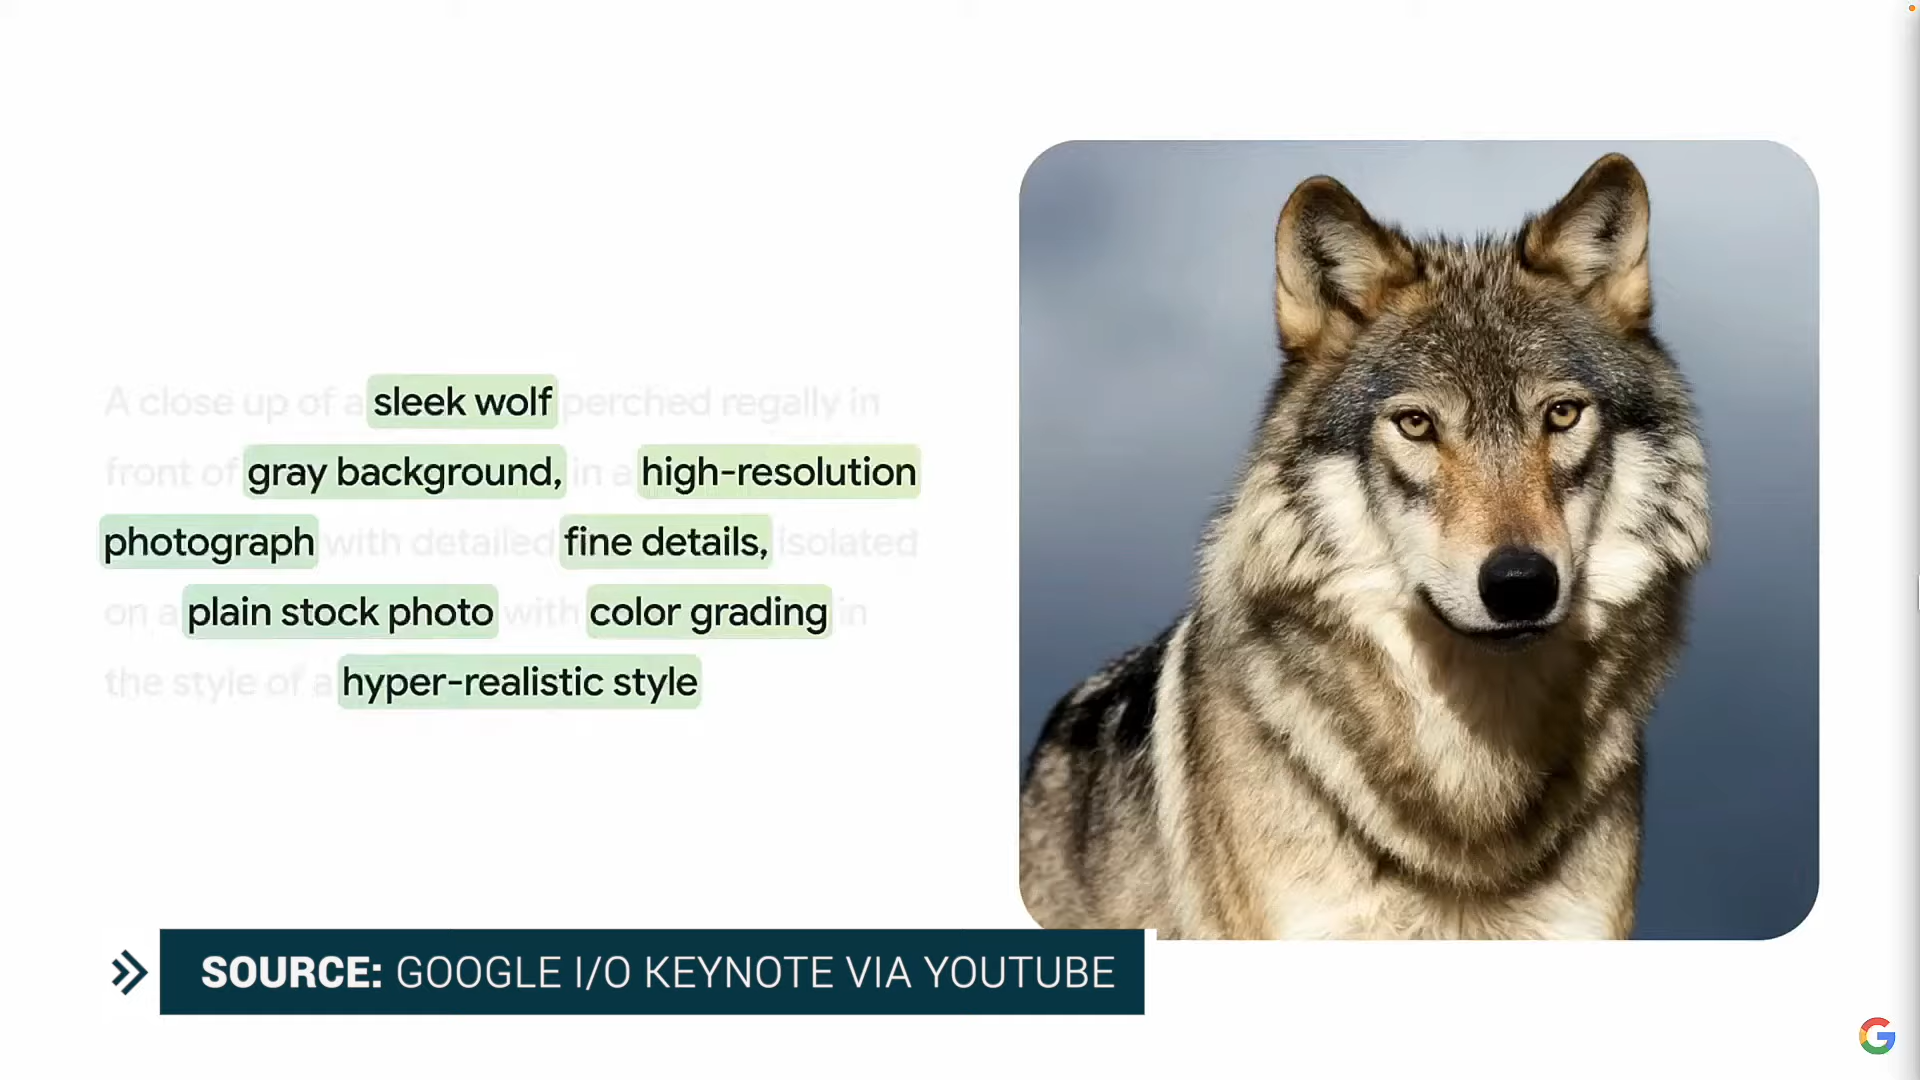 A close up of a sleek wolf perched regally in
front of gray background, in a high-resolution
photograph with detailed fine details, isolated
on a plain stock photo with color grading in
the style of a hyper-realistic style
SOURCE: GOOGLE I/O KEYNOTE VIA YOUTUBE